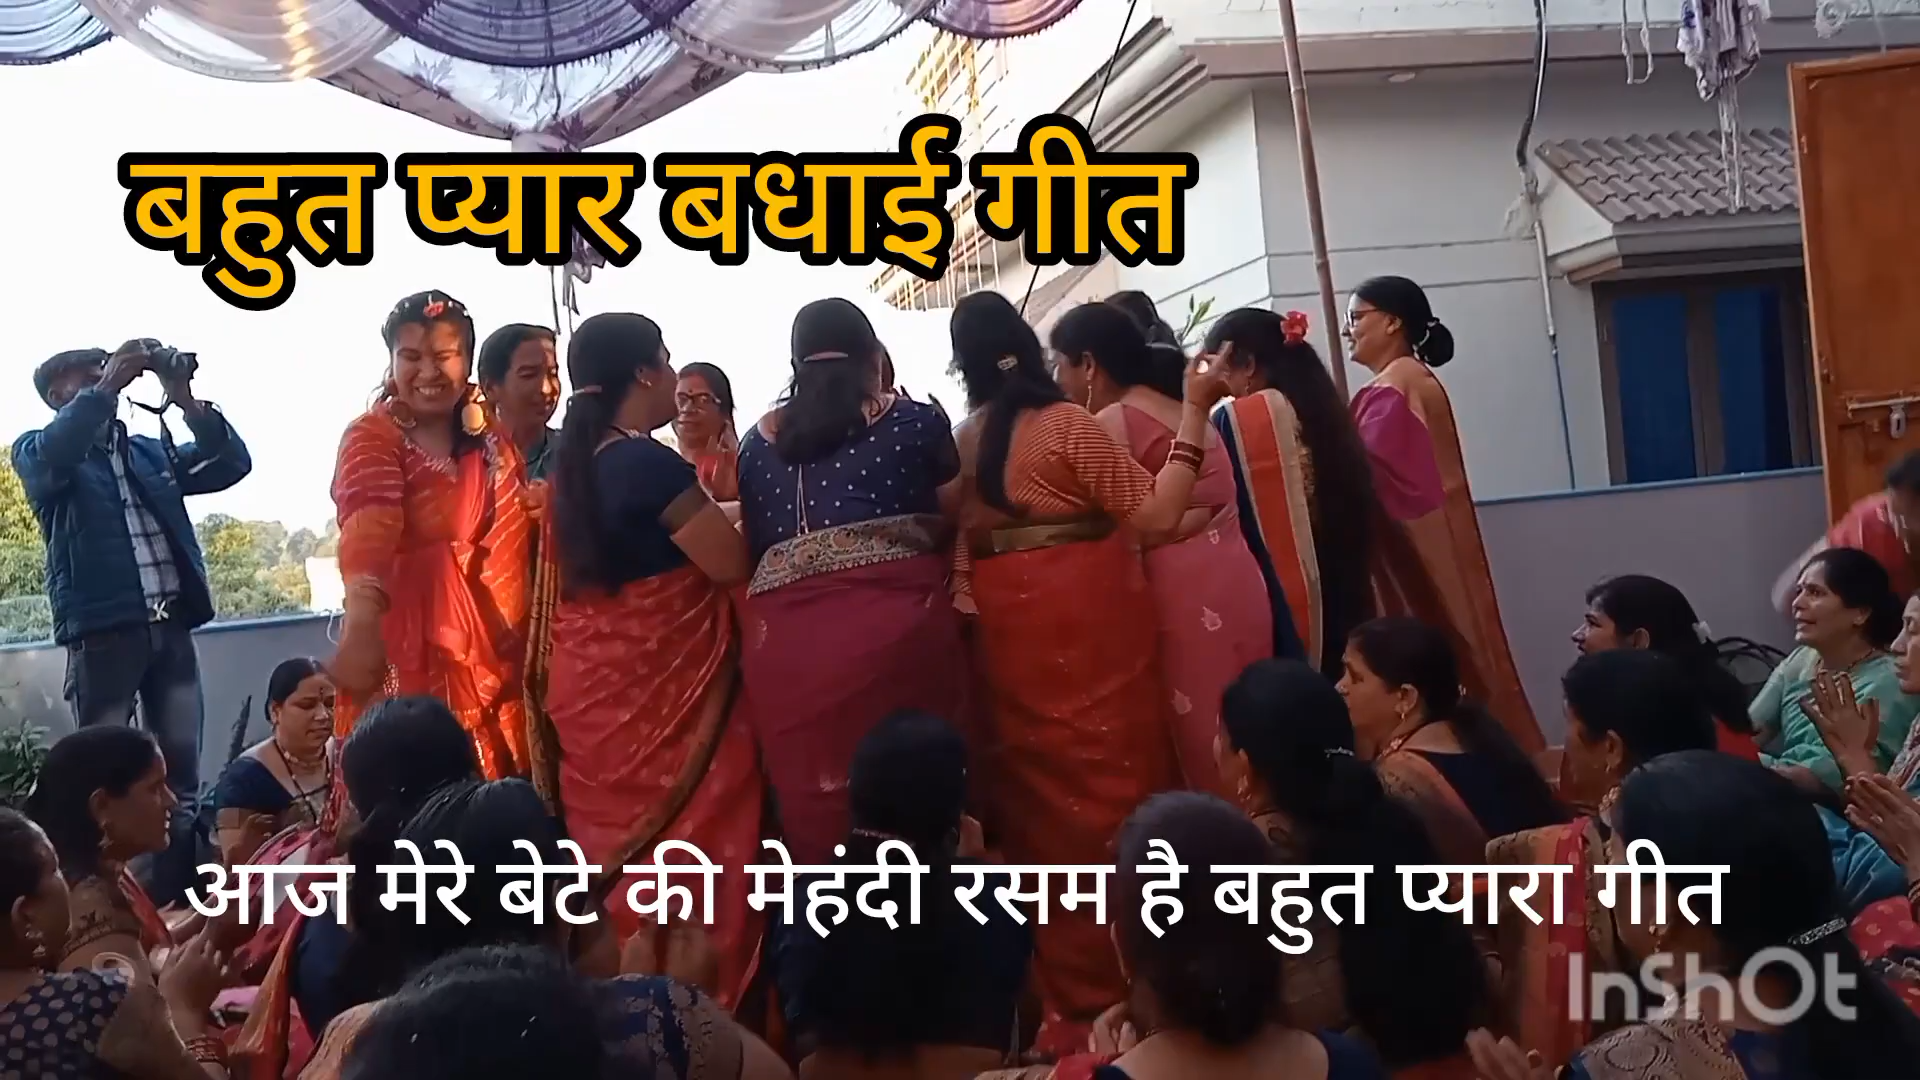 बहुत प्यार बधाई गीत
आज मेरे बेटे की मेहंदी रसम है बहुत प्यारा गीत
InShOt